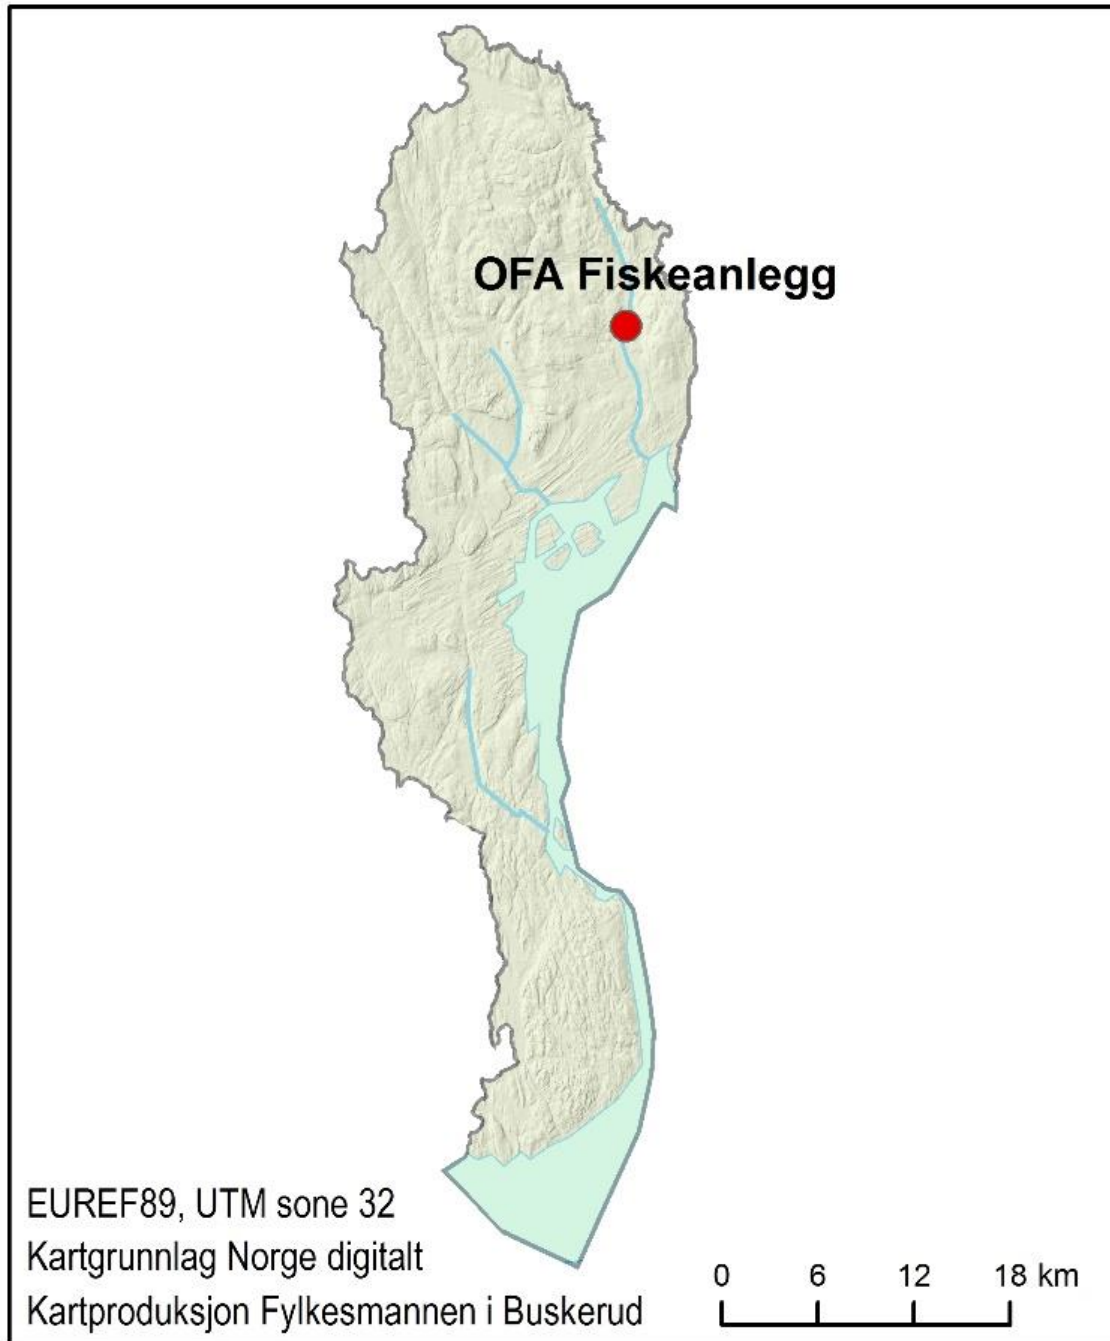 OFA Fiskeanlegg
EUREF89, UTM sone 32
Kartgrunnlag Norge digitalt
Kartproduksjon Fylkesmannen i Buskerud
0 6 12 18 km